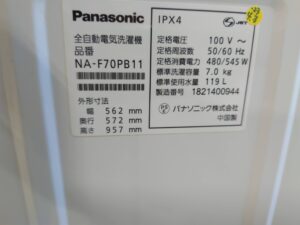 Panasonic
全自動電気洗濯機
品番
NA-F70PB11
外形寸法
幅 : 562 mm
奥行 : 572 mm
高さ : 957 mm
IPX4
JET
定格電圧 : 100 V ～
定格周波数 : 50/60 Hz
定格消費電力 : 480/545 W
標準洗濯容量 : 7.0 kg
標準使用水量 : 119 L
製造番号 : 1821400944
パナソニック株式会社
中国製